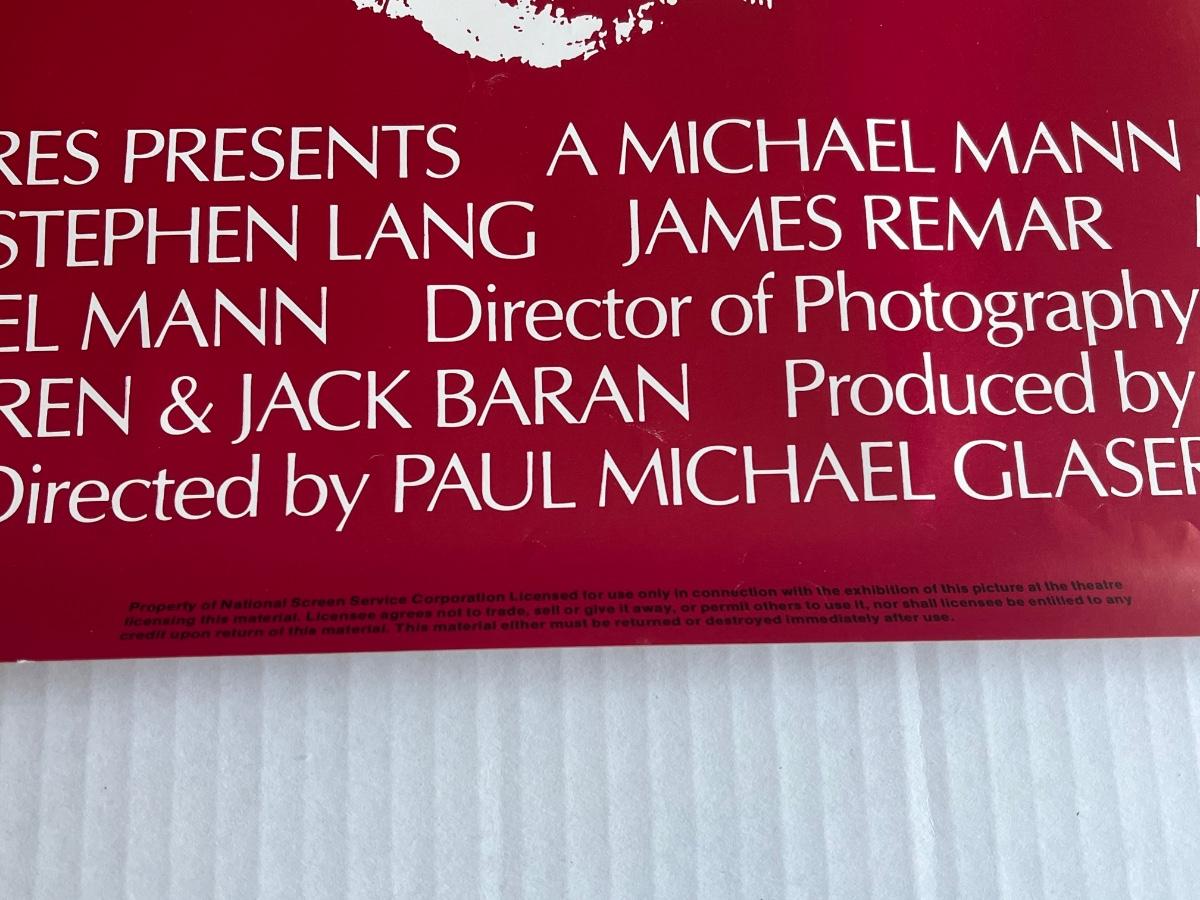 RES PRESENTS A MICHAEL MANN
STEPHEN LANG JAMES REMAR
EL MANN Director of Photography
REN & JACK BARAN Produced by
Directed by PAUL MICHAEL GLASER
Property of National Screen Service Corporation Licensed for use only in connection with the exhibition of this picture at the theatre
licensing this material. Licensee agrees not to trade, sell or give it away, or permit others to use it, nor shall licensee be entitled to any
credit upon return of this material. This material either must be returned or destroyed immediately after use.